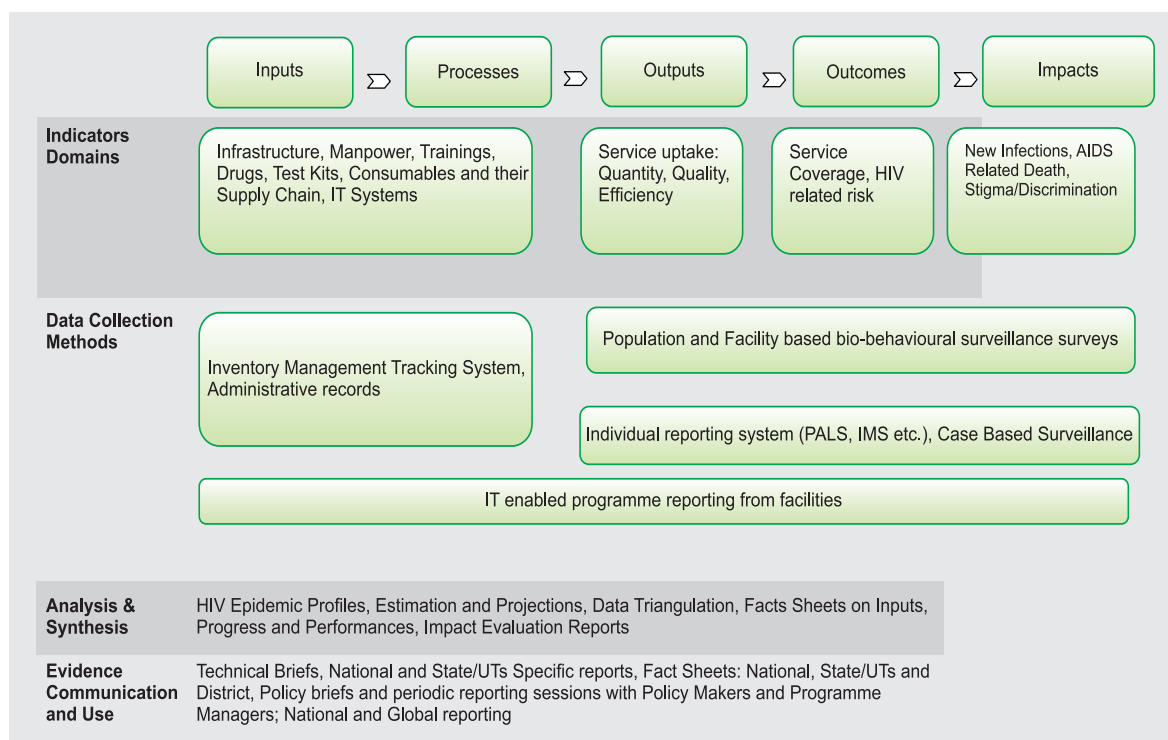 Inputs
Processes
Outputs
Outcomes
Impacts
Indicators
Domains
Infrastructure, Manpower, Trainings,
Drugs, Test Kits, Consumables and their
Supply Chain, IT Systems
Service uptake:
Quantity, Quality,
Efficiency
Service
Coverage, HIV
related risk
New Infections, AIDS
Related Death,
Stigma/Discrimination
Data Collection
Methods
Inventory Management Tracking System,
Administrative records
Population and Facility based bio-behavioural surveillance surveys
Individual reporting system (PALS, IMS etc.), Case Based Surveillance
IT enabled programme reporting from facilities
Analysis &
Synthesis
HIV Epidemic Profiles, Estimation and Projections, Data Triangulation, Facts Sheets on Inputs,
Progress and Performances, Impact Evaluation Reports
Evidence
Communication
and Use
Technical Briefs, National and State/UTs Specific reports, Fact Sheets: National, State/UTs and
District, Policy briefs and periodic reporting sessions with Policy Makers and Programme
Managers; National and Global reporting